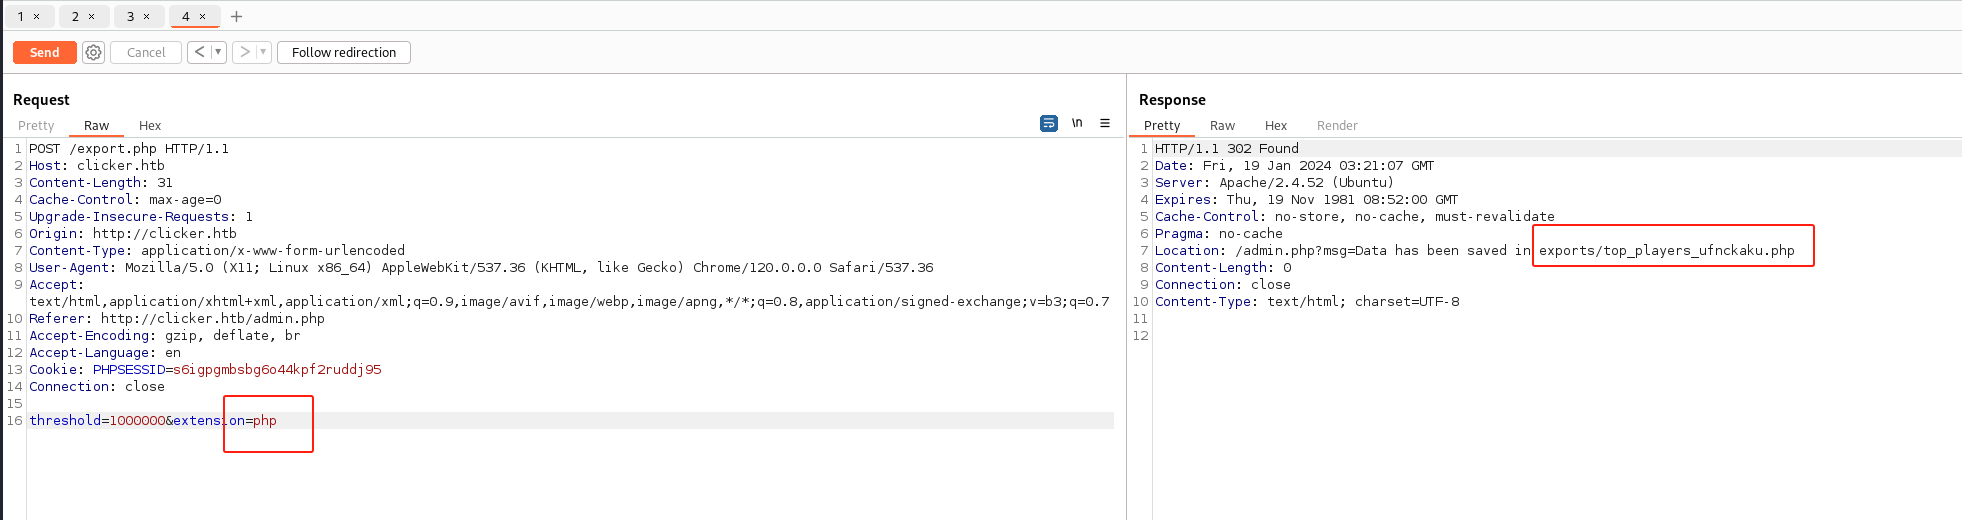 1 × 2 × 3 × 4 × +
Send Cancel < ▼ > ▼ Follow redirection
Request
Pretty Raw Hex
\n
1 POST /export.php HTTP/1.1
2 Host: clicker.htb
3 Content-Length: 31
4 Cache-Control: max-age=0
5 Upgrade-Insecure-Requests: 1
6 Origin: http://clicker.htb
7 Content-Type: application/x-www-form-urlencoded
8 User-Agent: Mozilla/5.0 (X11; Linux x86_64) AppleWebKit/537.36 (KHTML, like Gecko) Chrome/120.0.0.0 Safari/537.36
9 Accept:
text/html,application/xhtml+xml,application/xml;q=0.9,image/avif,image/webp,image/apng,*/*;q=0.8,application/signed-exchange;v=b3;q=0.7
10 Referer: http://clicker.htb/admin.php
11 Accept-Encoding: gzip, deflate, br
12 Accept-Language: en
13 Cookie: PHPSESSID=s6igpgmbsbg6o44kpf2ruddj95
14 Connection: close
15
16 threshold=1000000&extension=php
Response
Pretty Raw Hex Render
1 HTTP/1.1 302 Found
2 Date: Fri, 19 Jan 2024 03:21:07 GMT
3 Server: Apache/2.4.52 (Ubuntu)
4 Expires: Thu, 19 Nov 1981 08:52:00 GMT
5 Cache-Control: no-store, no-cache, must-revalidate
6 Pragma: no-cache
7 Location: /admin.php?msg=Data has been saved in exports/top_players_ufnckaku.php
8 Content-Length: 0
9 Connection: close
10 Content-Type: text/html; charset=UTF-8
11
12